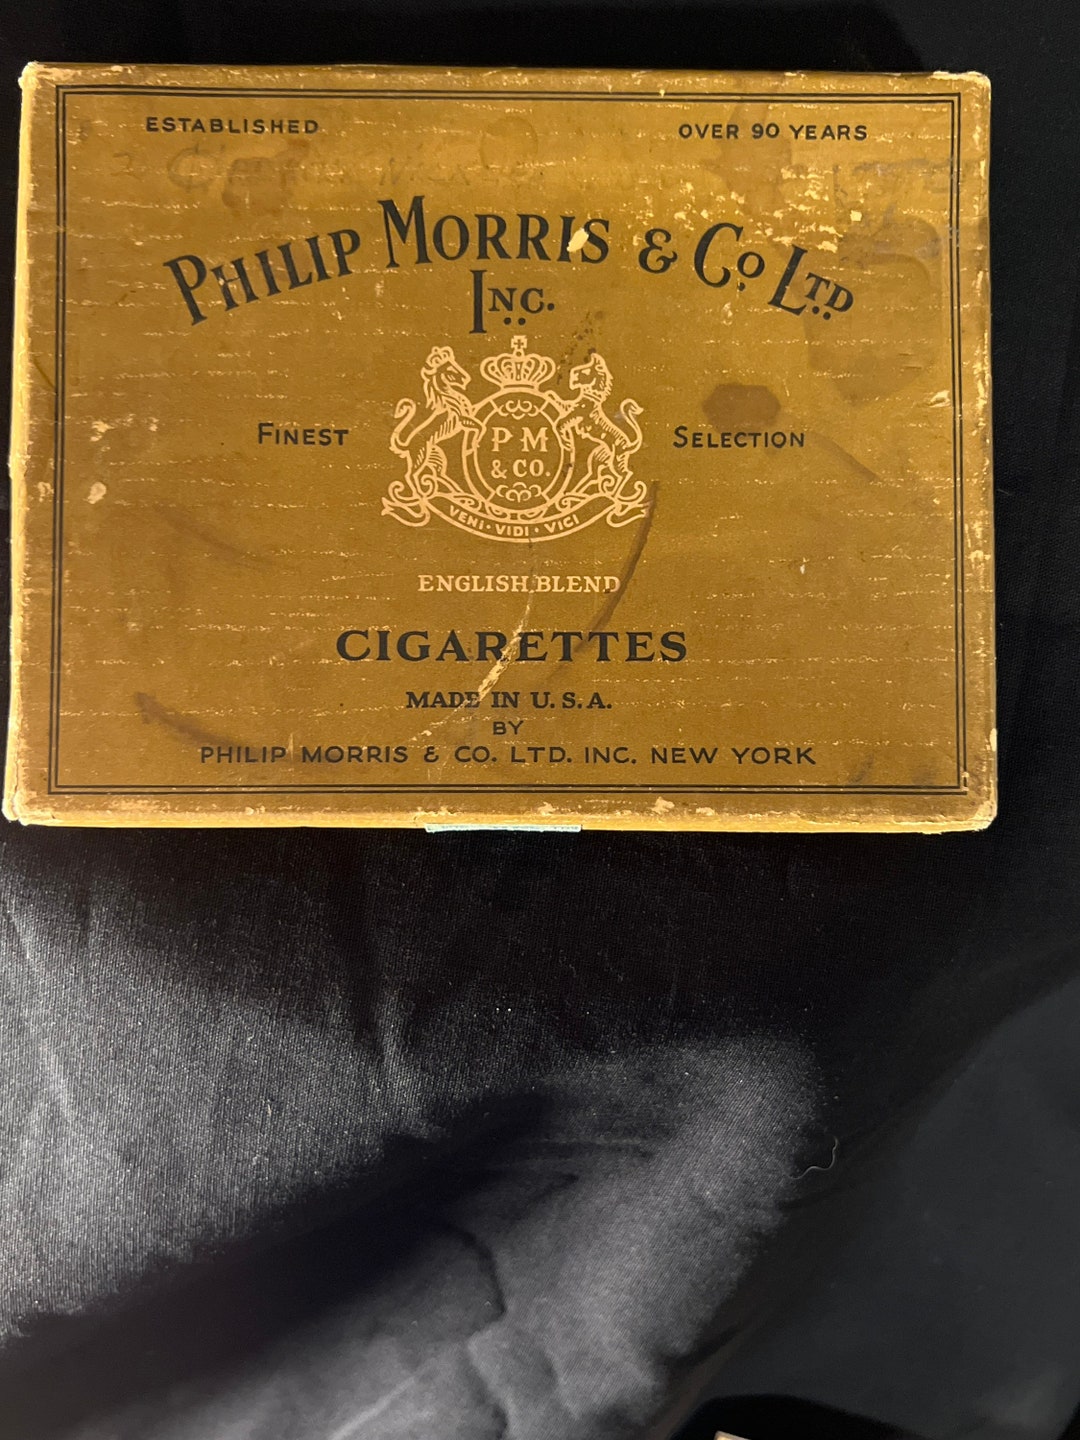 ESTABLISHED OVER 90 YEARS
PHILIP MORRIS & Co. LTD.
INC.
FINEST SELECTION
P M
& CO.
VENI · VIDI · VICI
ENGLISH BLEND
CIGARETTES
MADE IN U.S.A.
BY
PHILIP MORRIS & CO. LTD. INC. NEW YORK